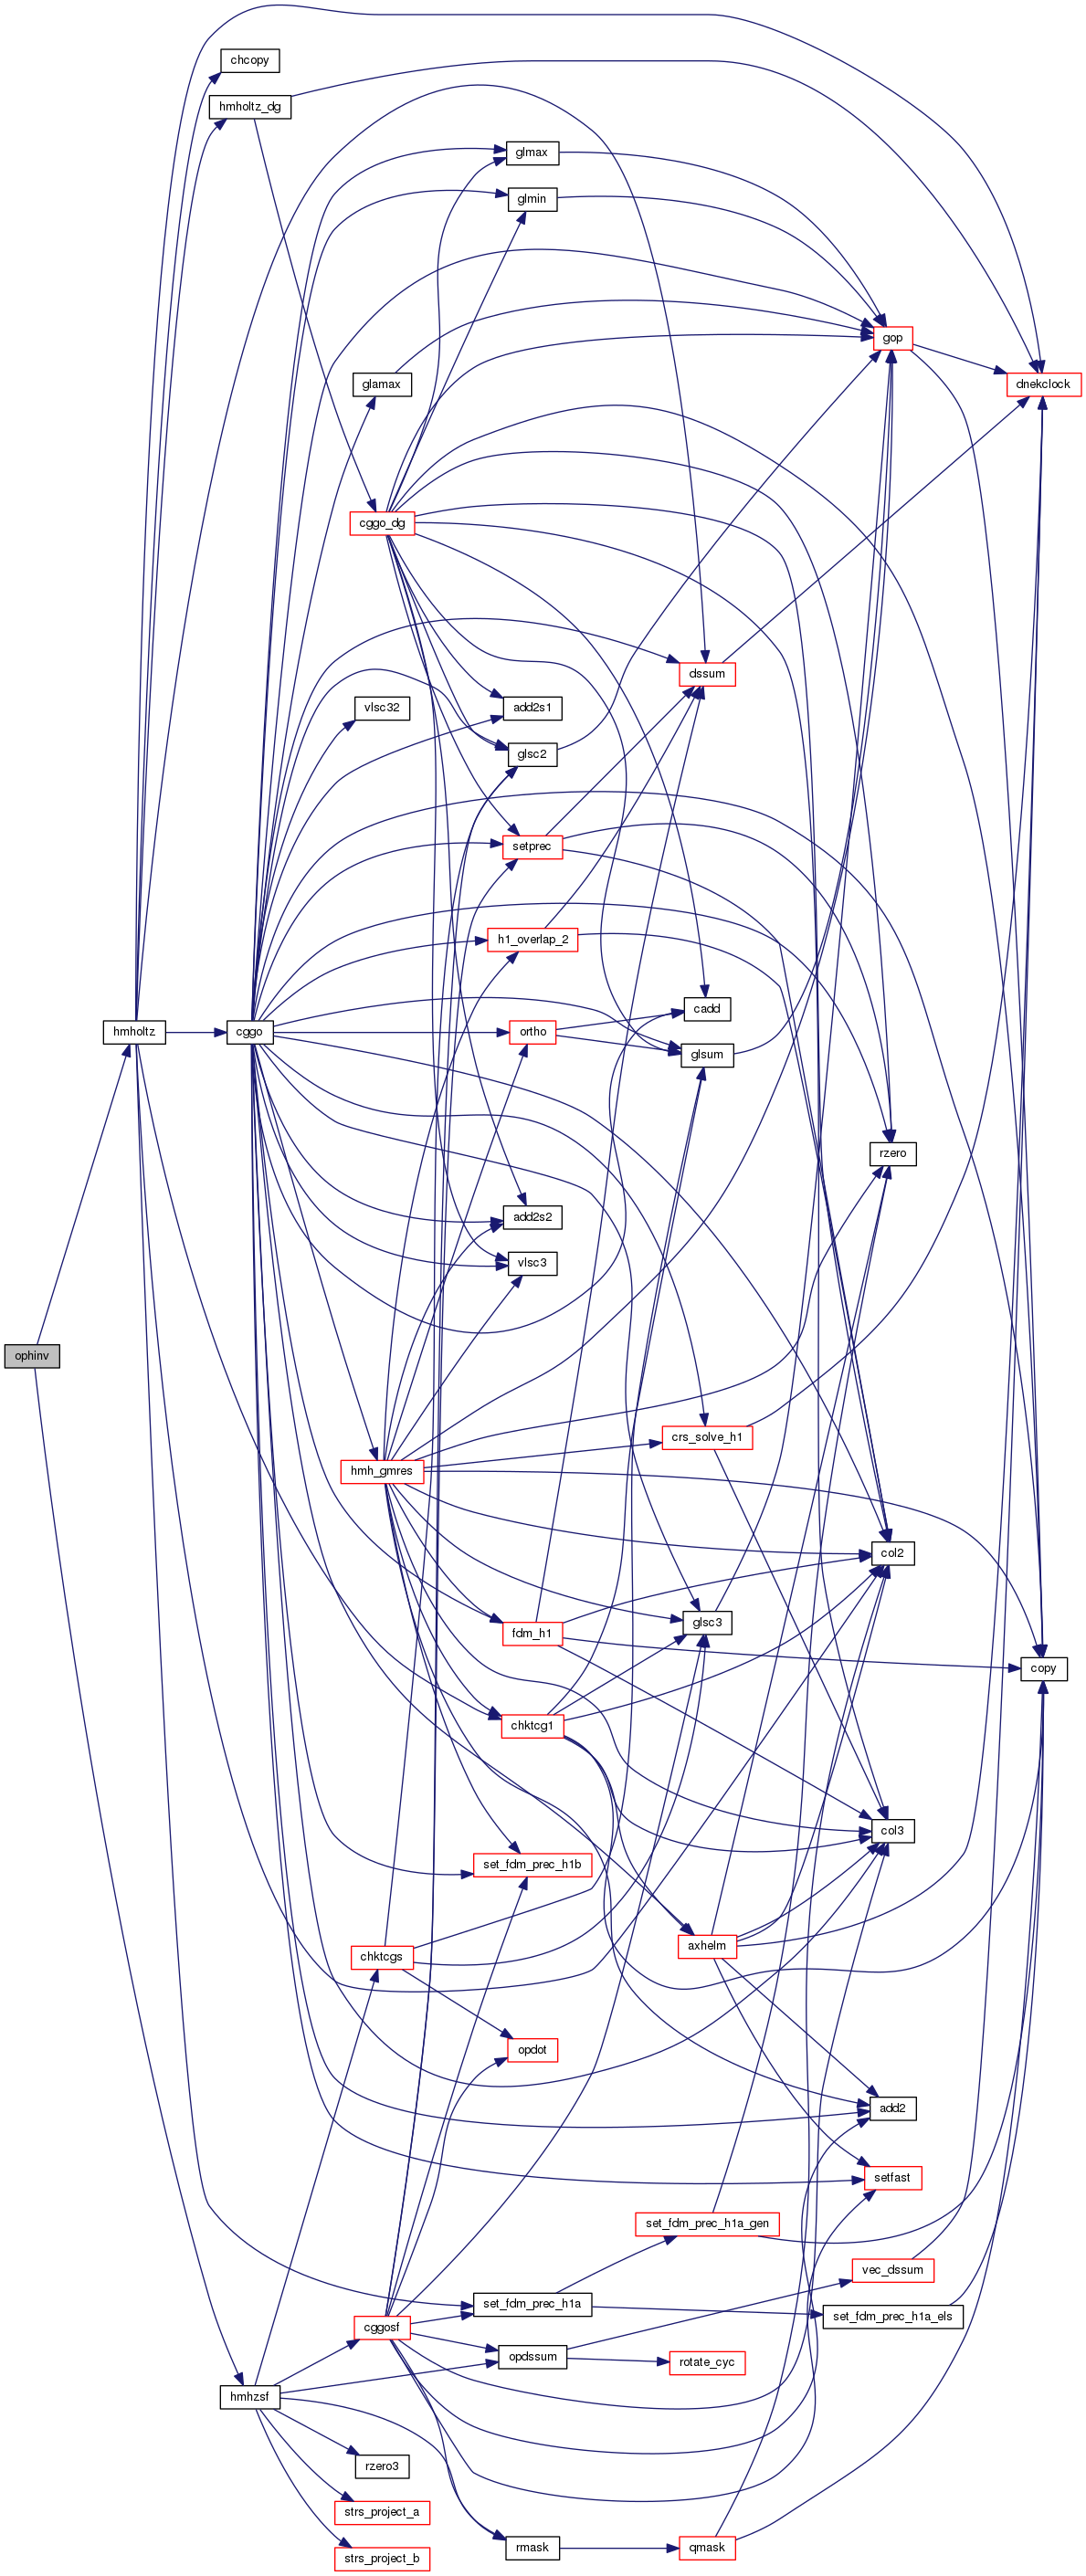 chcopy
hmholtz_dg
glmax
glmin
gop
dnekclock
glamax
cggo_dg
dssum
vlsc32
add2s1
glsc2
setprec
h1_overlap_2
cadd
hmholtz
cggo
ortho
glsum
rzero
add2s2
vlsc3
ophinv
crs_solve_h1
hmh_gmres
col2
fdm_h1
glsc3
copy
chktcg1
col3
set_fdm_prec_h1b
axhelm
chktcgs
opdot
add2
setfast
set_fdm_prec_h1a_gen
vec_dssum
set_fdm_prec_h1a
set_fdm_prec_h1a_els
cggosf
opdssum
rotate_cyc
hmhzsf
rzero3
strs_project_a
rmask
qmask
strs_project_b